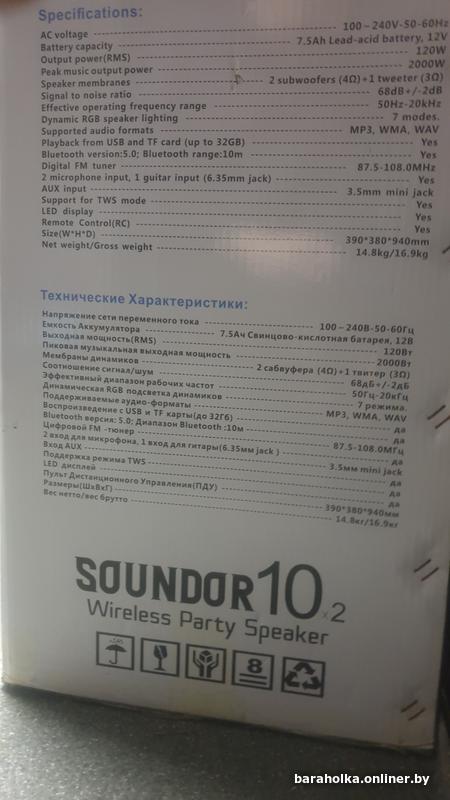 Specifications:
AC voltage 100~240V-50-60Hz
Battery capacity 7.5Ah Lead-acid battery, 12V
Output power(RMS) 120W
Peak music output power 2000W
Speaker membranes 2 subwoofers (4Ω)+1 tweeter (3Ω)
Signal to noise ratio 68dB+/-2dB
Effective operating frequency range 50Hz-20kHz
Dynamic RGB speaker lighting 7 modes.
Supported audio formats MP3, WMA, WAV
Playback from USB and TF card (up to 32GB) Yes
Bluetooth version:5.0; Bluetooth range:10m Yes
Digital FM tuner 87.5-108.0MHz
2 microphone input, 1 guitar input (6.35mm jack) Yes
AUX input 3.5mm mini jack
Support for TWS mode Yes
LED display Yes
Remote Control(RC) Yes
Size(W*H*D) 390*380*940mm
Net weight/Gross weight 14.8kg/16.9kg
Технические Характеристики:
Напряжение сети переменного тока 100~240В-50-60Гц
Емкость Аккумулятора 7.5Ач Свинцово-кислотная батарея, 12В
Выходная мощность(RMS) 120Вт
Пиковая музыкальная выходная мощность 2000Вт
Мембраны динамиков 2 сабвуфера (4Ω)+1 твитер (3Ω)
Соотношение сигнал/шум 68дБ+/-2дБ
Эффективный диапазон рабочих частот 50Гц-20кГц
Динамическая RGB подсветка динамиков 7 режима.
Поддерживаемые аудио-форматы MP3, WMA, WAV
Воспроизведение с USB и TF карты(до 32Гб) да
Bluetooth версия: 5.0; Диапазон Bluetooth :10м да
Цифровой FM -тюнер 87.5-108.0МГц
2 вход для микрофона, 1 вход для гитары(6.35мм jack ) да
Вход AUX 3.5мм mini jack
Поддержка режима TWS да
LED дисплей да
Пульт Дистанционного Управления(ПДУ) да
Размеры(ШхВхГ) 390*380*940мм
Вес нетто/вес брутто 14.8кг/16.9кг
SOUNDOR 10 x2
Wireless Party Speaker
8
baraholka.onliner.by